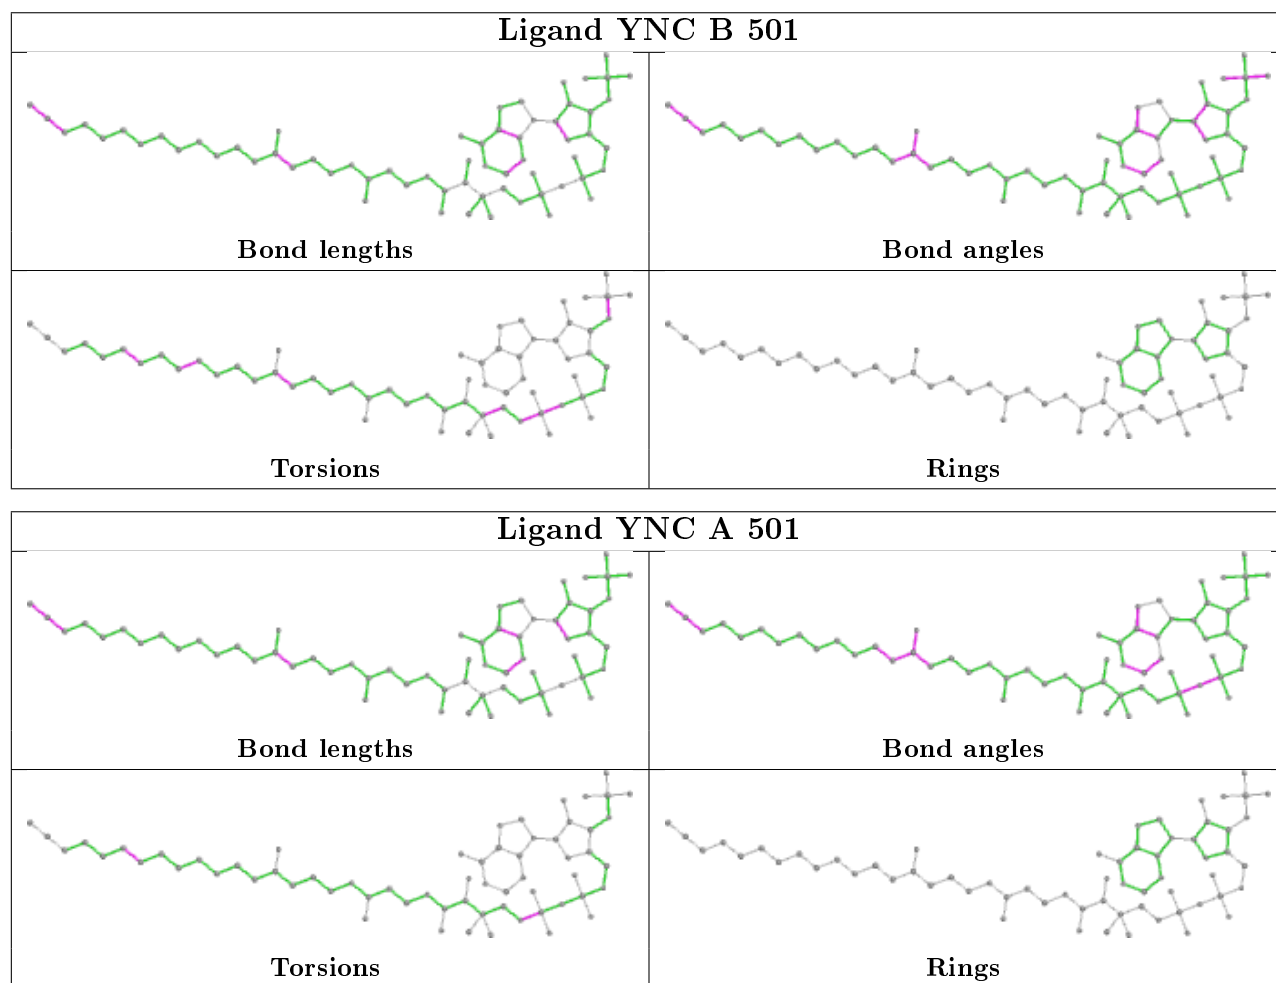 Ligand YNC B 501
Bond lengths
Bond angles
Torsions
Rings
Ligand YNC A 501
Bond lengths
Bond angles
Torsions
Rings